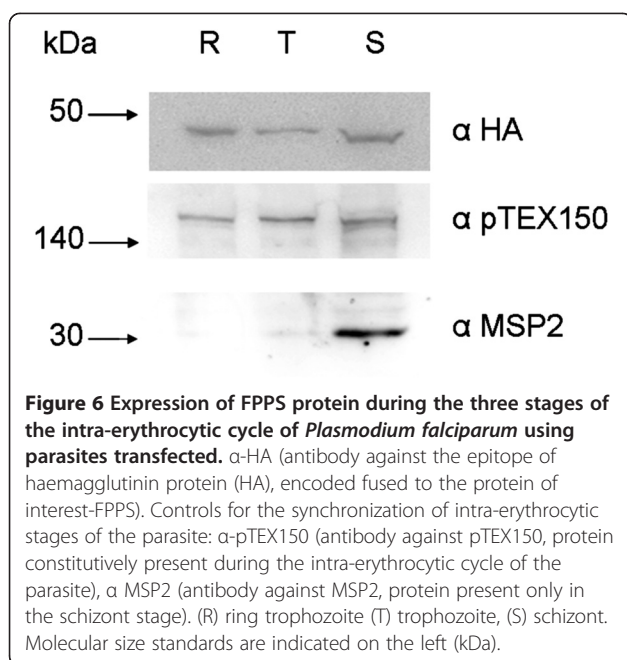 kDa R T S
50 α HA
140 α pTEX150
30 α MSP2
Figure 6 Expression of FPPS protein during the three stages of
the intra-erythrocytic cycle of Plasmodium falciparum using
parasites transfected. α-HA (antibody against the epitope of
haemagglutinin protein (HA), encoded fused to the protein of
interest-FPPS). Controls for the synchronization of intra-erythrocytic
stages of the parasite: α-pTEX150 (antibody against pTEX150, protein
constitutively present during the intra-erythrocytic cycle of the
parasite), α MSP2 (antibody against MSP2, protein present only in
the schizont stage). (R) ring trophozoite (T) trophozoite, (S) schizont.
Molecular size standards are indicated on the left (kDa).